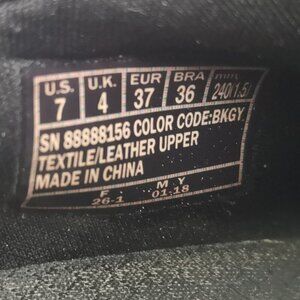 U.S. U.K. EUR BRA mm
7 4 37 36 240(1.5)
SN 88888156 COLOR CODE:BKGY
TEXTILE/LEATHER UPPER
MADE IN CHINA
F M Y
26-1 01.18